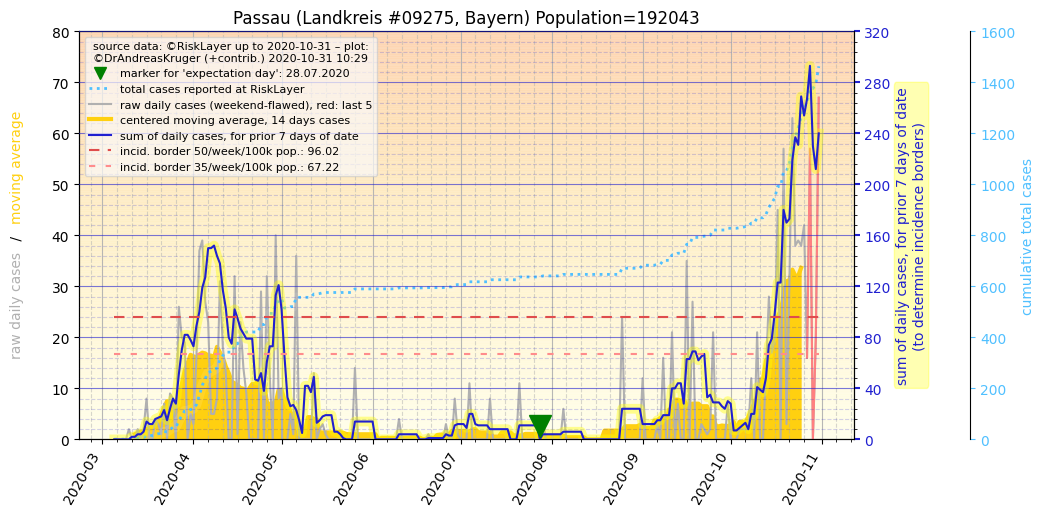 Passau (Landkreis #09275, Bayern) Population=192043
source data: ©RiskLayer up to 2020-10-31 – plot:
©DrAndreasKruger (+contrib.) 2020-10-31 10:29
marker for 'expectation day': 28.07.2020
total cases reported at RiskLayer
raw daily cases (weekend-flawed), red: last 5
centered moving average, 14 days cases
sum of daily cases, for prior 7 days of date
incid. border 50/week/100k pop.: 96.02
incid. border 35/week/100k pop.: 67.22
raw daily cases / moving average
80
70
60
50
40
30
20
10
0
2020-03
2020-04
2020-05
2020-06
2020-07
2020-08
2020-09
2020-10
2020-11
320
280
240
200
160
120
80
40
0
sum of daily cases, for prior 7 days of date
(to determine incidence borders)
1600
1400
1200
1000
800
600
400
200
0
cumulative total cases